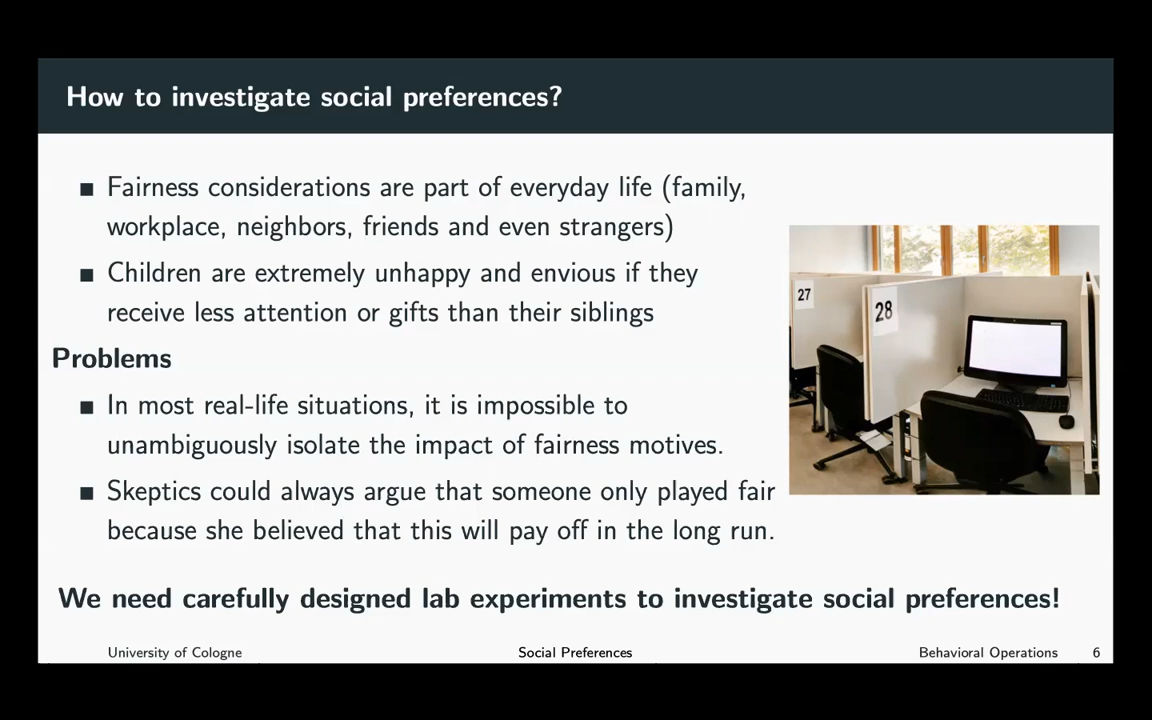 How to investigate social preferences?
■ Fairness considerations are part of everyday life (family,
workplace, neighbors, friends and even strangers)
■ Children are extremely unhappy and envious if they
receive less attention or gifts than their siblings
Problems
■ In most real-life situations, it is impossible to
unambiguously isolate the impact of fairness motives.
■ Skeptics could always argue that someone only played fair
because she believed that this will pay off in the long run.
27
28
We need carefully designed lab experiments to investigate social preferences!
University of Cologne Social Preferences Behavioral Operations 6